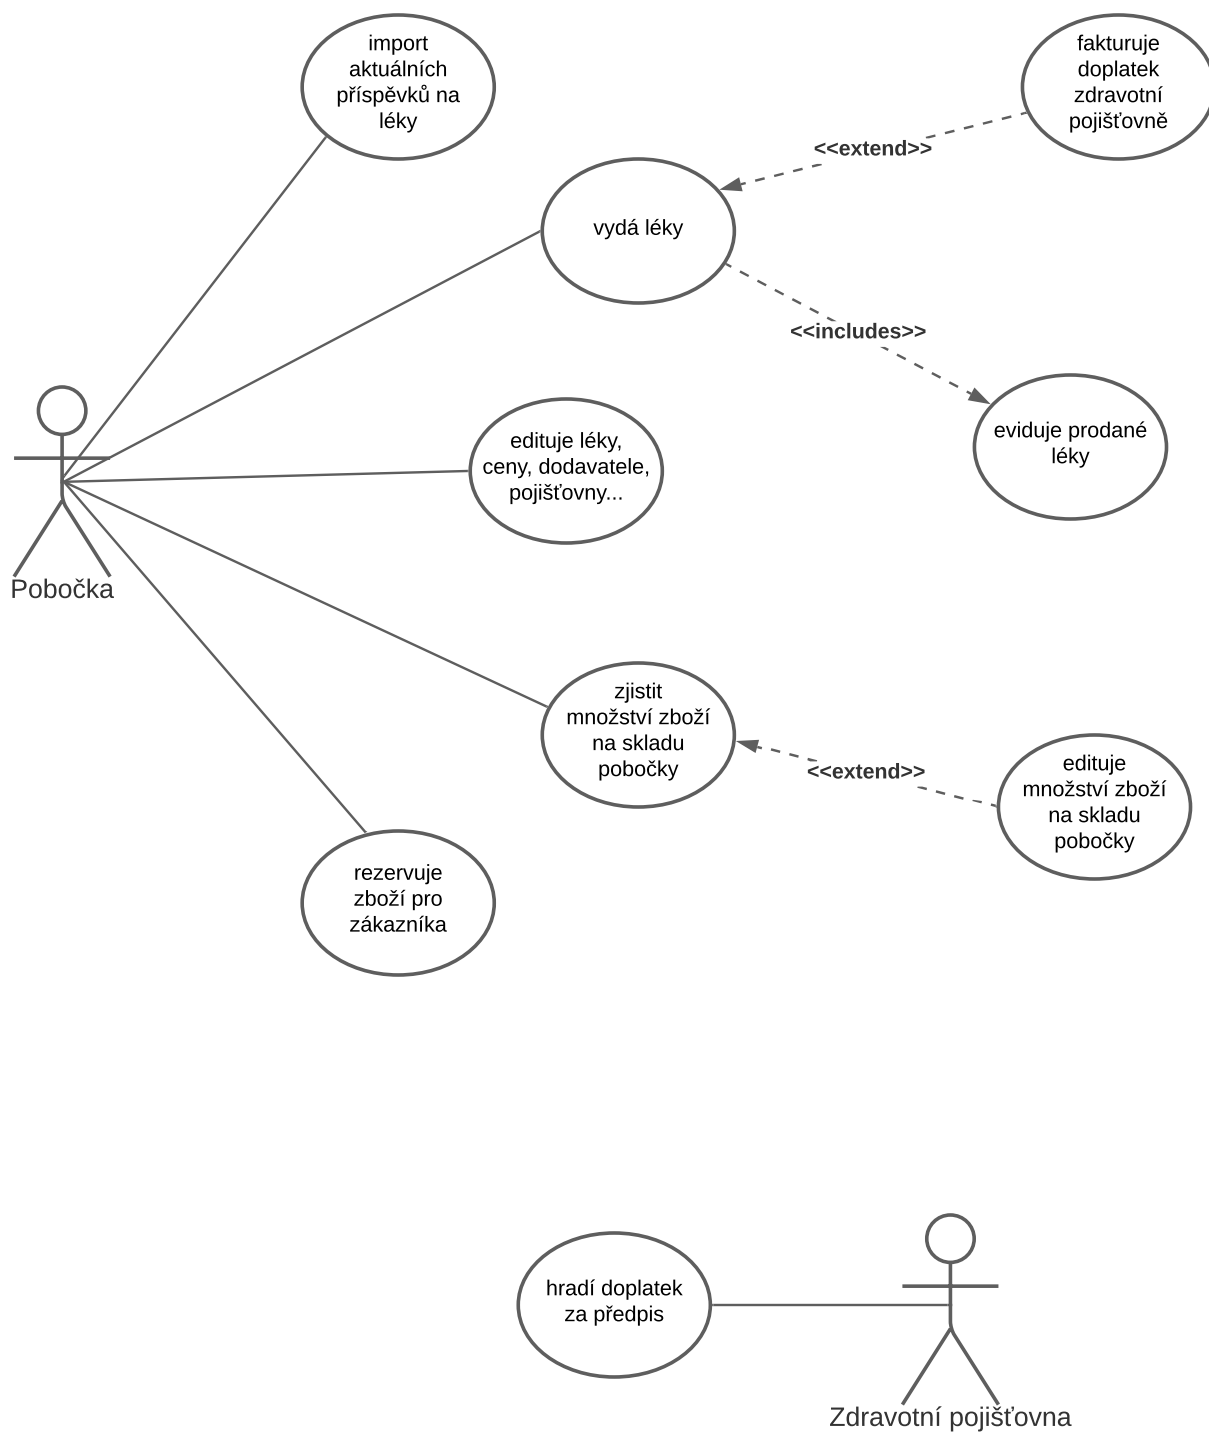 import
aktuálních
příspěvků na
léky
fakturuje
doplatek
zdravotní
pojišťovně
<<extend>>
vydá léky
<<includes>>
eviduje prodané
léky
edituje léky,
ceny, dodavatele,
pojišťovny...
Pobočka
zjistit
množství zboží
na skladu
pobočky
<<extend>>
edituje
množství zboží
na skladu
pobočky
rezervuje
zboží pro
zákazníka
hradí doplatek
za předpis
Zdravotní pojišťovna